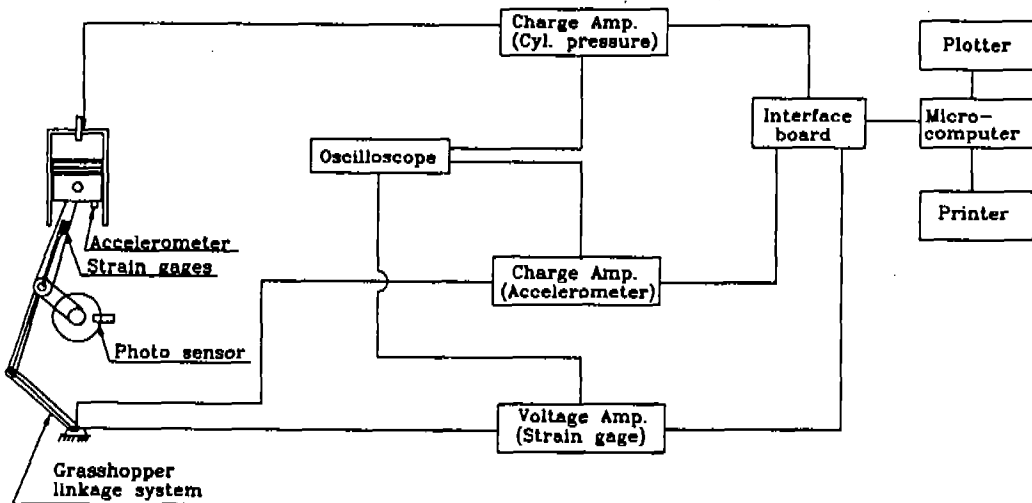 Charge Amp.
(Cyl. pressure)
Plotter
Interface
board
Micro-
computer
Oscilloscopa
Printer
Accelerometer
Strain gages
Charge Amp.
(Accelerometer)
Photo sensor
Voltage Amp.
(Strain gage)
Grasshopper
linkage system